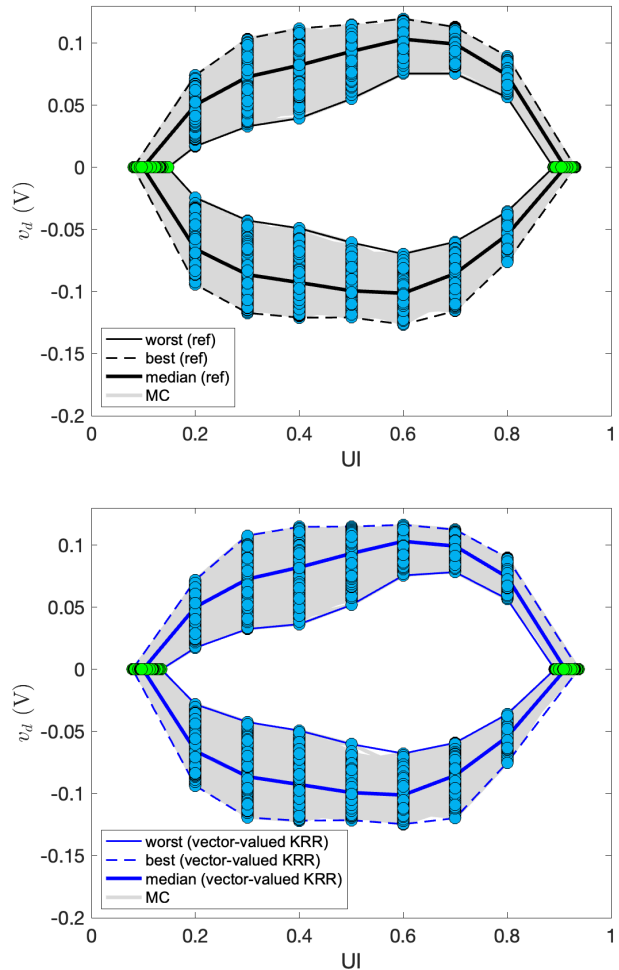 0.1
0.05
0
-0.05
-0.1
-0.15
-0.2
v_d (V)
worst (ref)
best (ref)
median (ref)
MC
0 0.2 0.4 0.6 0.8 1
UI
0.1
0.05
0
-0.05
-0.1
-0.15
-0.2
v_d (V)
worst (vector-valued KRR)
best (vector-valued KRR)
median (vector-valued KRR)
MC
0 0.2 0.4 0.6 0.8 1
UI